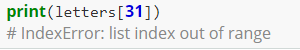 print(letters[31])
# IndexError: list index out of range